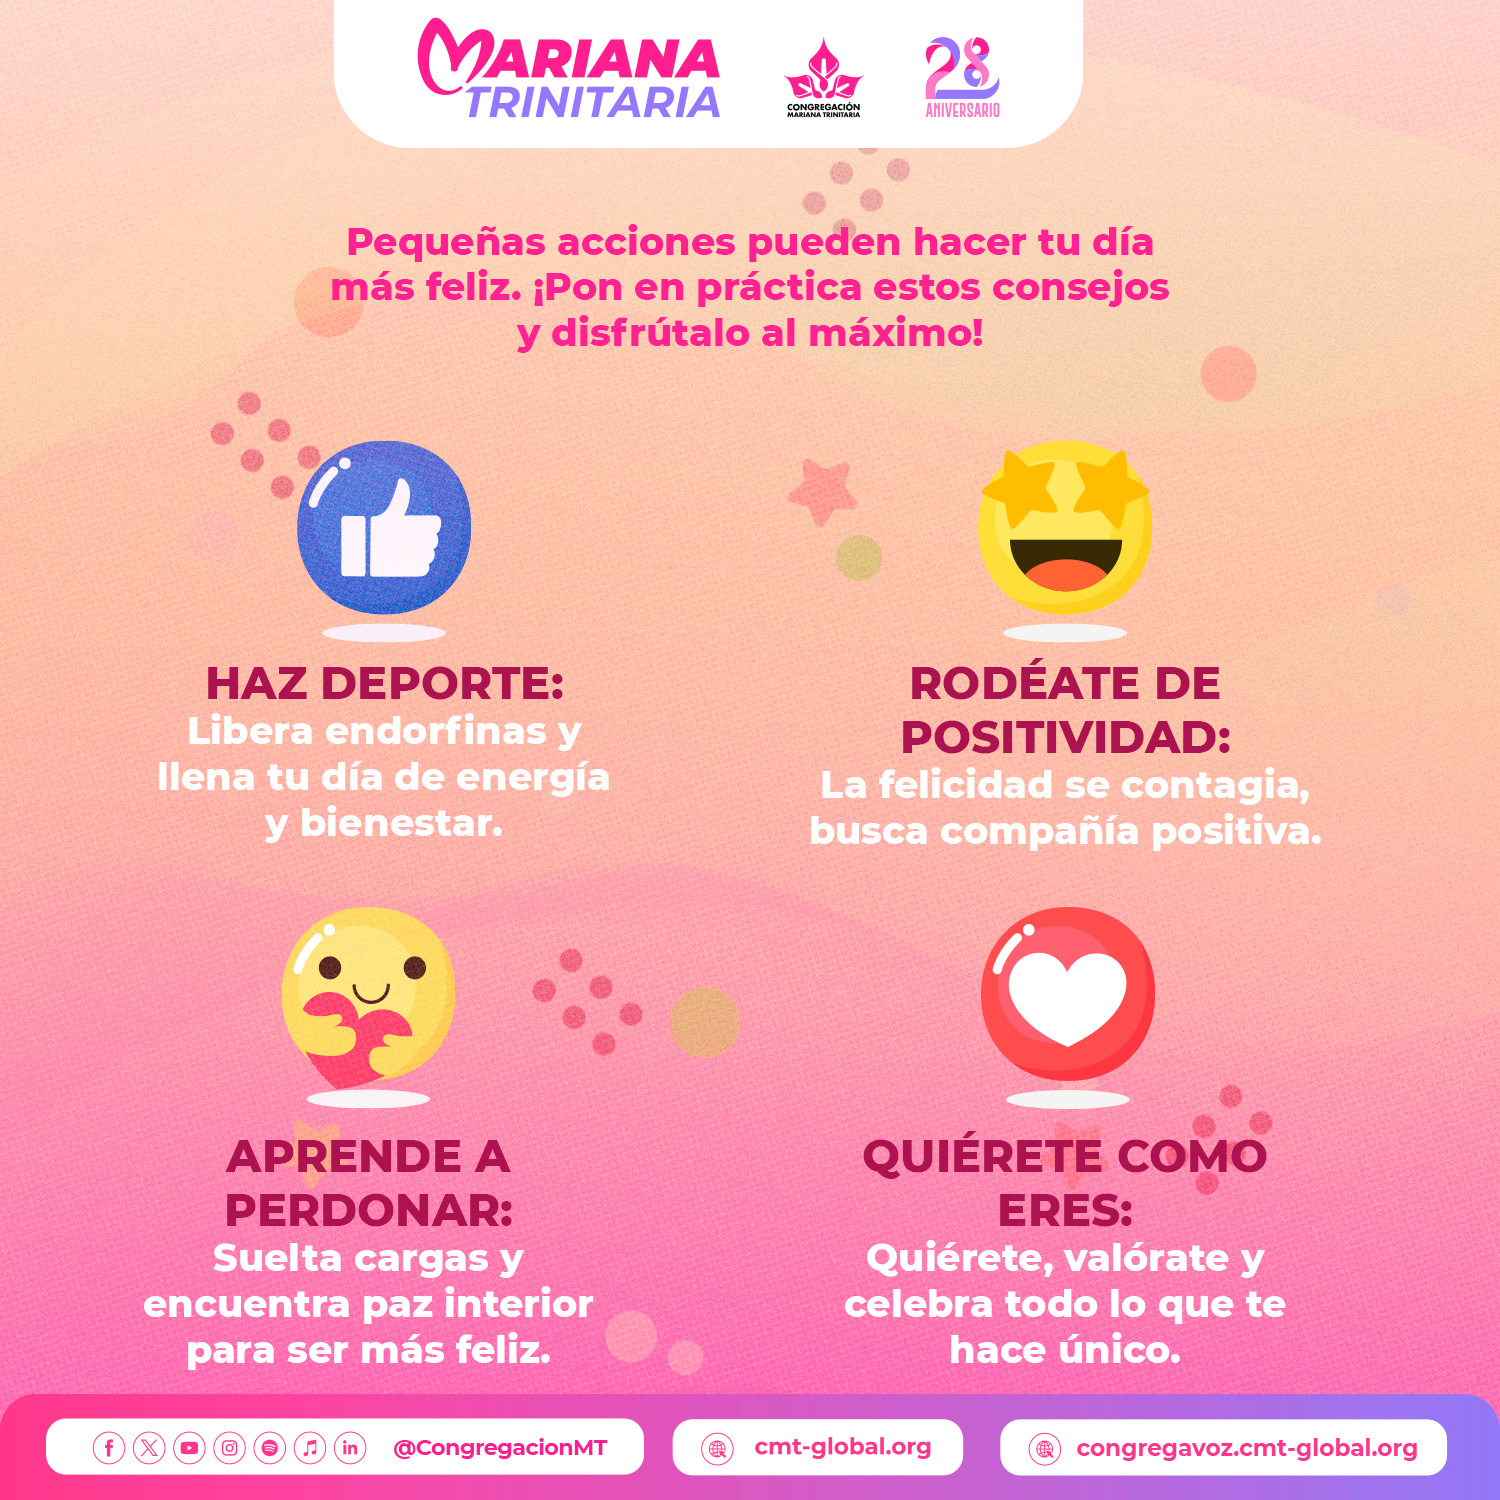 MARIANA
TRINITARIA
CONGREGACIÓN
MARIANA TRINITARIA
28
ANIVERSARIO
Pequeñas acciones pueden hacer tu día
más feliz. ¡Pon en práctica estos consejos
y disfrútalo al máximo!
HAZ DEPORTE:
Libera endorfinas y
llena tu día de energía
y bienestar.
RODÉATE DE
POSITIVIDAD:
La felicidad se contagia,
busca compañía positiva.
APRENDE A
PERDONAR:
Suelta cargas y
encuentra paz interior
para ser más feliz.
QUIÉRETE COMO
ERES:
Quiérete, valórate y
celebra todo lo que te
hace único.
@CongregacionMT
cmt-global.org
congregavoz.cmt-global.org